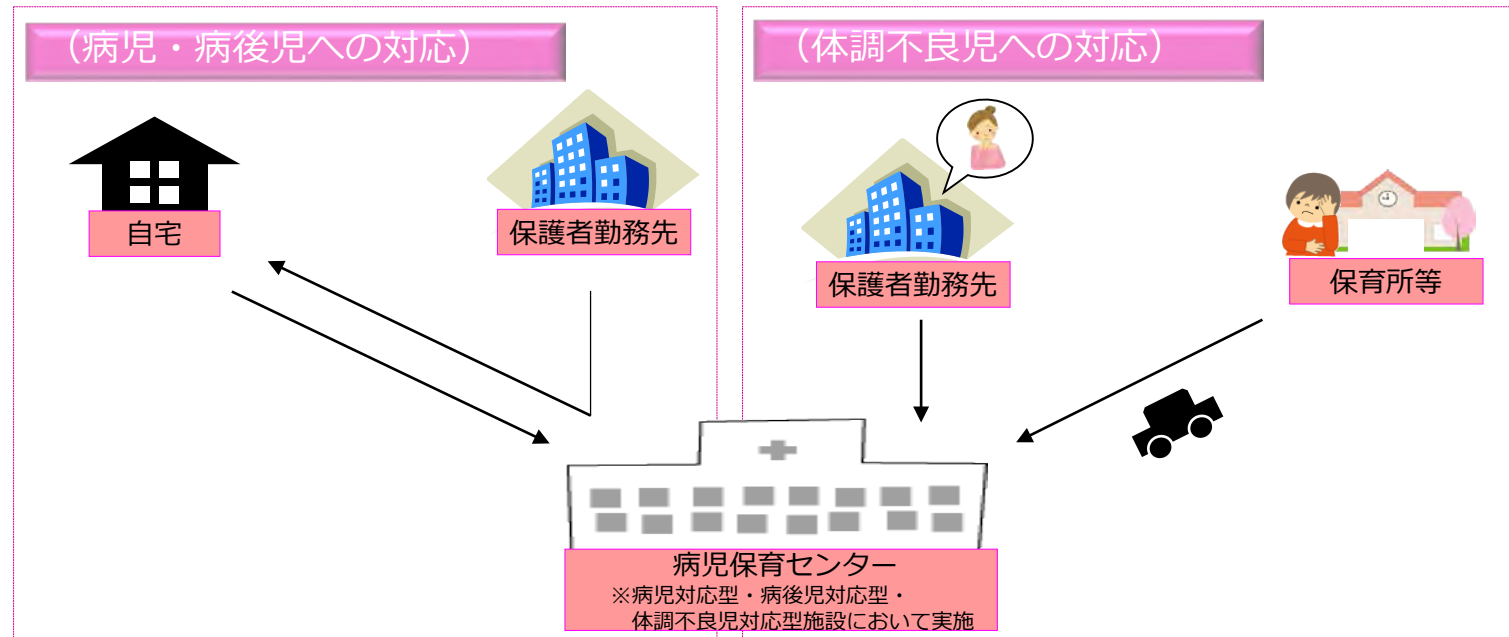 （病児・病後児への対応）
自宅
保護者勤務先
（体調不良児への対応）
保護者勤務先
保育所等
病児保育センター
※病児対応型・病後児対応型・
体調不良児対応型施設において実施